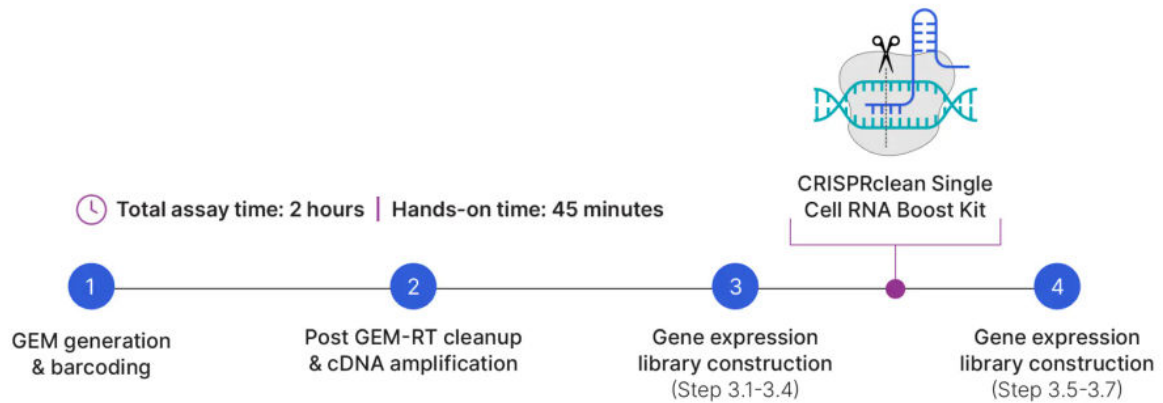 CRISPRclean Single
Cell RNA Boost Kit
Total assay time: 2 hours | Hands-on time: 45 minutes
1
2
3
4
GEM generation
& barcoding
Post GEM-RT cleanup
& cDNA amplification
Gene expression
library construction
(Step 3.1-3.4)
Gene expression
library construction
(Step 3.5-3.7)